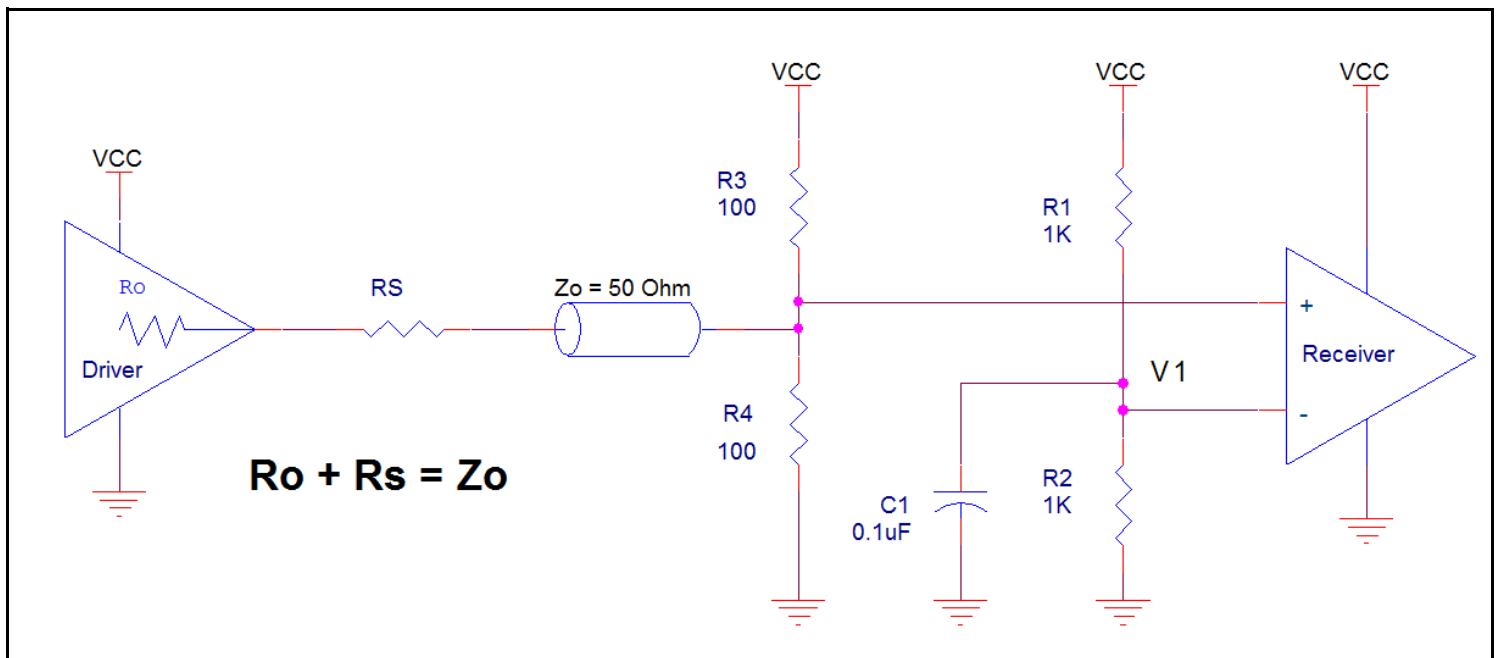 VCC
VCC
VCC
VCC
R3
100
R1
1K
Ro
RS
Zo = 50 Ohm
+
Driver
Receiver
V1
R4
100
-
Ro + Rs = Zo
C1
0.1uF
R2
1K